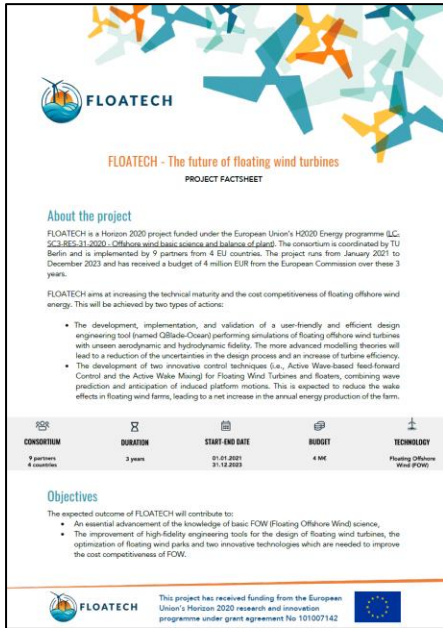 FLOATECH
FLOATECH - The future of floating wind turbines
PROJECT FACTSHEET
About the project
FLOATECH is a Horizon 2020 project funded under the European Union's H2020 Energy programme (LC-
SC3-RES-31-2020 - Offshore wind basic science and balance of plant). The consortium is coordinated by TU
Berlin and is implemented by 9 partners from 4 EU countries. The project runs from January 2021 to
December 2023 and has received a budget of 4 million EUR from the European Commission over these 3
years.
FLOATECH aims at increasing the technical maturity and the cost competitiveness of floating offshore wind
energy. This will be achieved by two types of actions:
• The development, implementation, and validation of a user-friendly and efficient design
engineering tool (named QBlade-Ocean) performing simulations of floating offshore wind turbines
with unseen aerodynamic and hydrodynamic fidelity. The more advanced modelling theories will
lead to a reduction of the uncertainties in the design process and an increase of turbine efficiency.
• The development of two innovative control techniques (i.e., Active Wave-based feed-forward
Control and the Active Wake Mixing) for Floating Wind Turbines and floaters, combining wave
prediction and anticipation of induced platform motions. This is expected to reduce the wake
effects in floating wind farms, leading to a net increase in the annual energy production of the farm.
CONSORTIUM DURATION START-END DATE BUDGET TECHNOLOGY
9 partners 3 years 01.01.2021 4 M€ Floating Offshore
4 countries 31.12.2023 Wind (FOW)
Objectives
The expected outcome of FLOATECH will contribute to:
• An essential advancement of the knowledge of basic FOW (Floating Offshore Wind) science,
• The improvement of high-fidelity engineering tools for the design of floating wind turbines, the
optimization of floating wind parks and two innovative technologies which are needed to improve
the cost competitiveness of FOW.
FLOATECH
This project has received funding from the European
Union's Horizon 2020 research and innovation
programme under grant agreement No 101007142